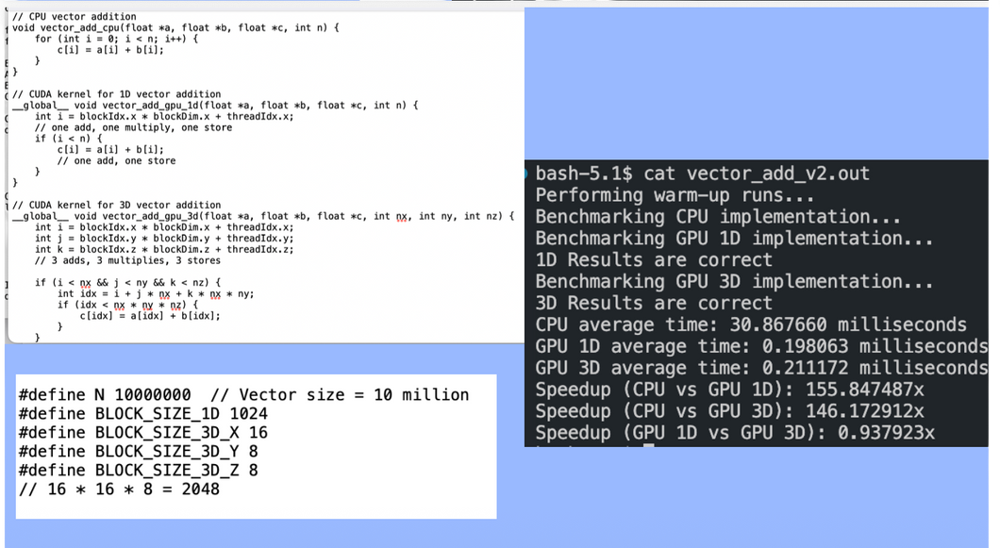 // CPU vector addition
void vector_add_cpu(float *a, float *b, float *c, int n) {
    for (int i = 0; i < n; i++) {
        c[i] = a[i] + b[i];
    }
}

// CUDA kernel for 1D vector addition
__global__ void vector_add_gpu_1d(float *a, float *b, float *c, int n) {
    int i = blockIdx.x * blockDim.x + threadIdx.x;
    // one add, one multiply, one store
    if (i < n) {
        c[i] = a[i] + b[i];
        // one add, one store
    }
}

// CUDA kernel for 3D vector addition
__global__ void vector_add_gpu_3d(float *a, float *b, float *c, int nx, int ny, int nz) {
    int i = blockIdx.x * blockDim.x + threadIdx.x;
    int j = blockIdx.y * blockDim.y + threadIdx.y;
    int k = blockIdx.z * blockDim.z + threadIdx.z;
    // 3 adds, 3 multiplies, 3 stores

    if (i < nx && j < ny && k < nz) {
        int idx = i + j * nx + k * nx * ny;
        if (idx < nx * ny * nz) {
            c[idx] = a[idx] + b[idx];
        }
    }
#define N 10000000  // Vector size = 10 million
#define BLOCK_SIZE_1D 1024
#define BLOCK_SIZE_3D_X 16
#define BLOCK_SIZE_3D_Y 8
#define BLOCK_SIZE_3D_Z 8
// 16 * 16 * 8 = 2048
bash-5.1$ cat vector_add_v2.out
Performing warm-up runs...
Benchmarking CPU implementation...
Benchmarking GPU 1D implementation...
1D Results are correct
Benchmarking GPU 3D implementation...
3D Results are correct
CPU average time: 30.867660 milliseconds
GPU 1D average time: 0.198063 milliseconds
GPU 3D average time: 0.211172 milliseconds
Speedup (CPU vs GPU 1D): 155.847487x
Speedup (CPU vs GPU 3D): 146.172912x
Speedup (GPU 1D vs GPU 3D): 0.937923x